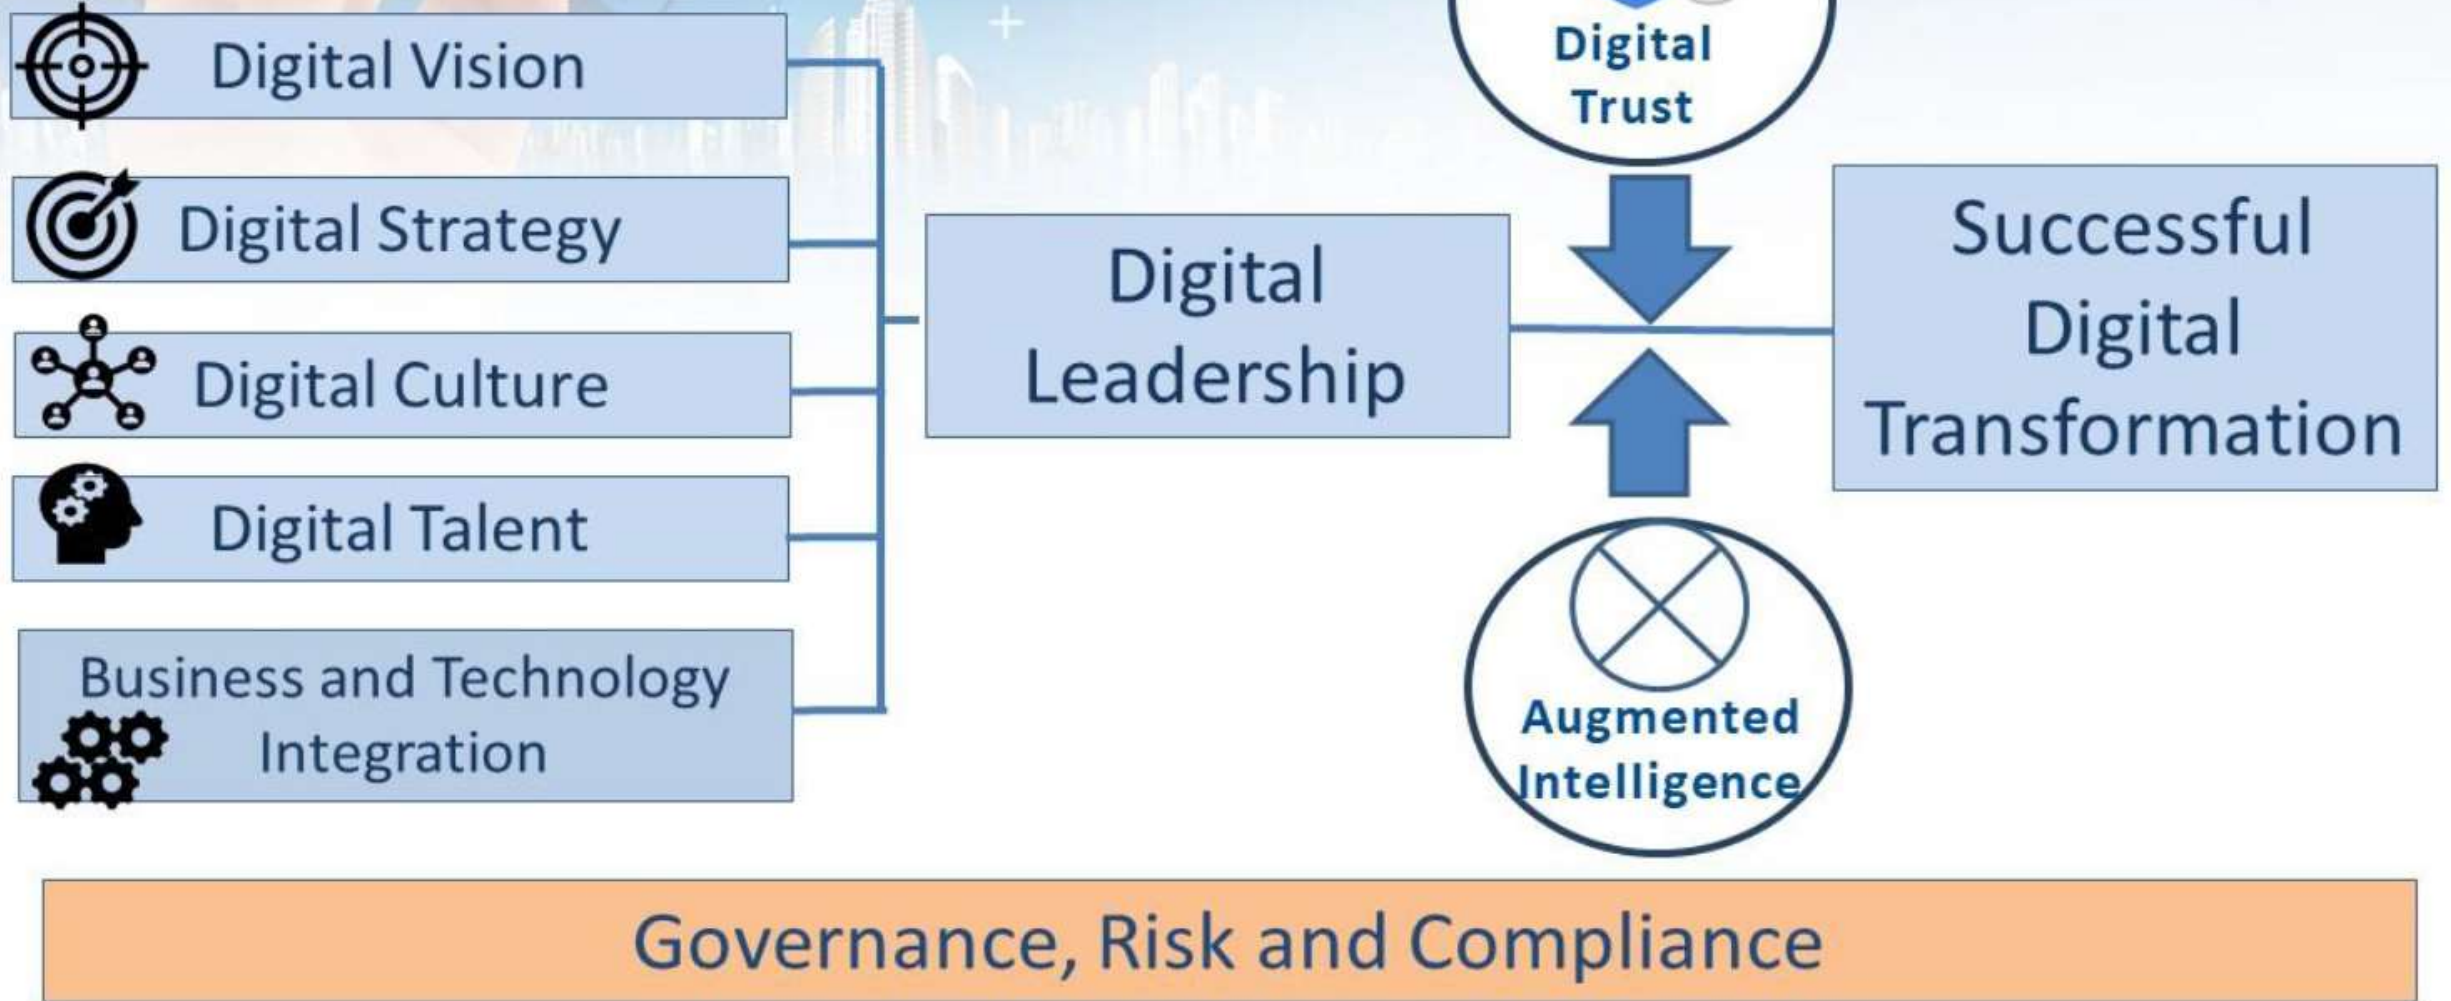 Digital Vision
Digital Strategy
Digital Culture
Digital Talent
Business and Technology
Integration
Digital
Leadership
Digital
Trust
Augmented
Intelligence
Successful
Digital
Transformation
Governance, Risk and Compliance